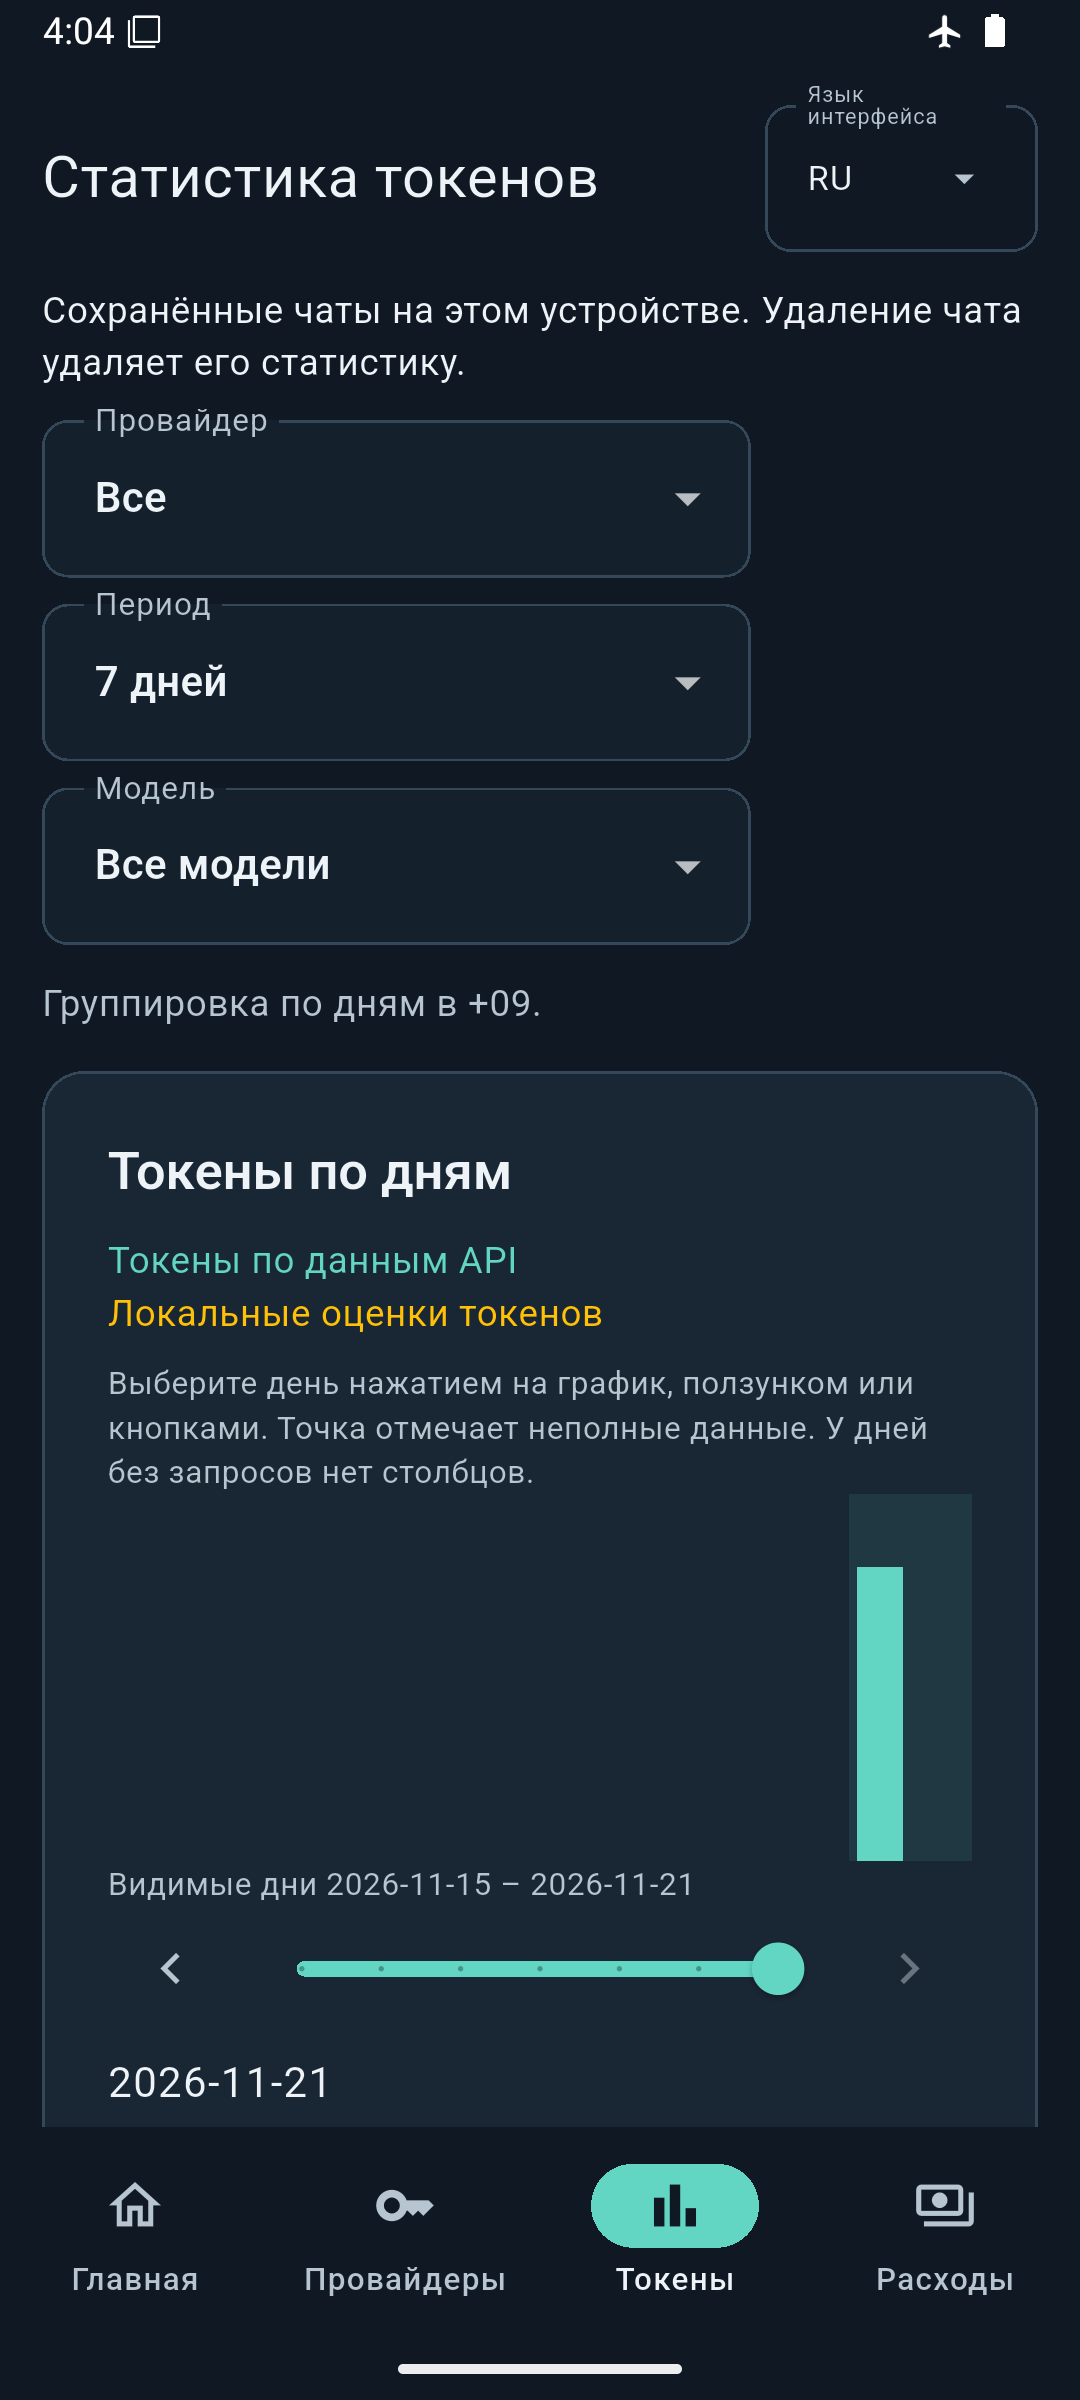 4:04
Язык
интерфейса
Статистика токенов
RU
Сохранённые чаты на этом устройстве. Удаление чата
удаляет его статистику.
Провайдер
Все
Период
7 дней
Модель
Все модели
Группировка по дням в +09.
Токены по дням
Токены по данным API
Локальные оценки токенов
Выберите день нажатием на график, ползунком или
кнопками. Точка отмечает неполные данные. У дней
без запросов нет столбцов.
Видимые дни 2026-11-15 – 2026-11-21
2026-11-21
Главная
Провайдеры
Токены
Расходы